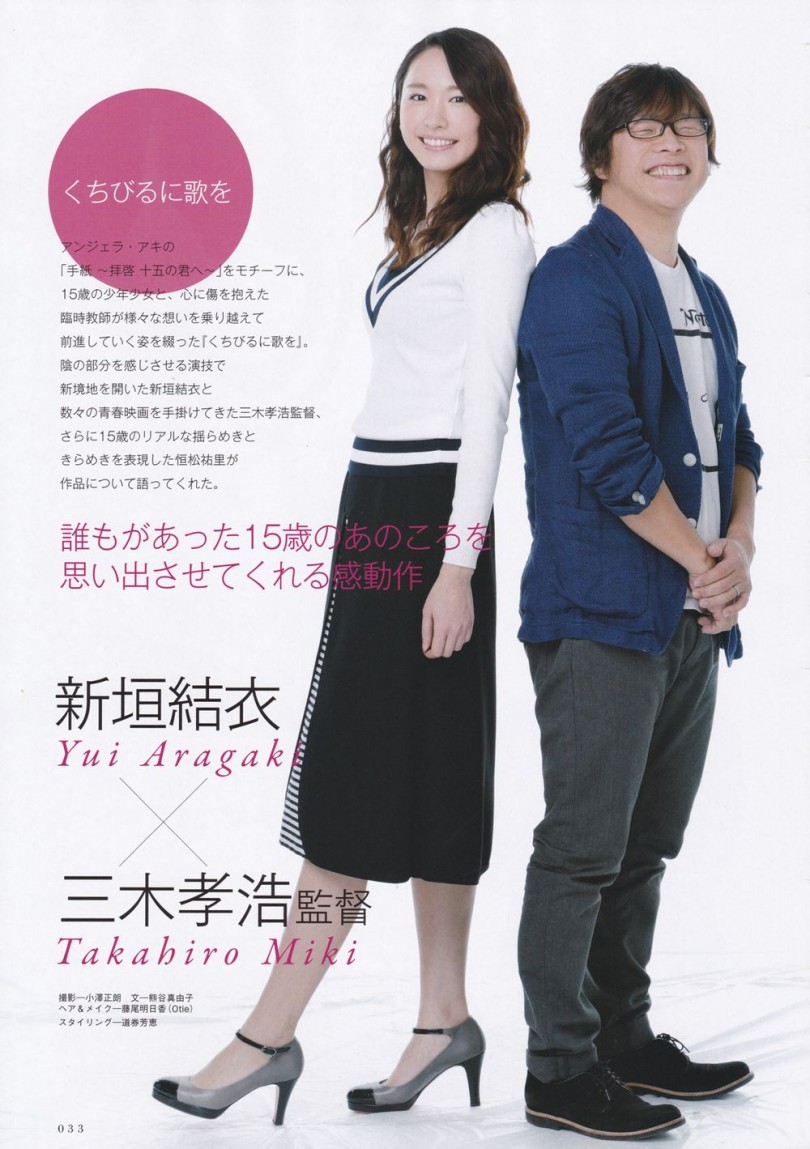 くちびるに歌を
アンジェラ・アキの
「手紙 ～拝啓 十五の君へ～」をモチーフに、
15歳の少年少女と、心に傷を抱えた
臨時教師が様々な想いを乗り越えて
前進していく姿を綴った『くちびるに歌を』。
陰の部分を感じさせる演技で
新境地を開いた新垣結衣と
数々の青春映画を手掛けてきた三木孝浩監督、
さらに15歳のリアルな揺らめきと
きらめきを表現した恒松祐里が
作品について語ってくれた。
誰もがあった15歳のあのころを
思い出させてくれる感動作
新垣結衣
Yui Aragaki
三木孝浩監督
Takahiro Miki
撮影―小澤正朗 文―熊谷真由子
ヘア&メイク―藤尾明日香(Otie)
スタイリング―道券芳恵
033